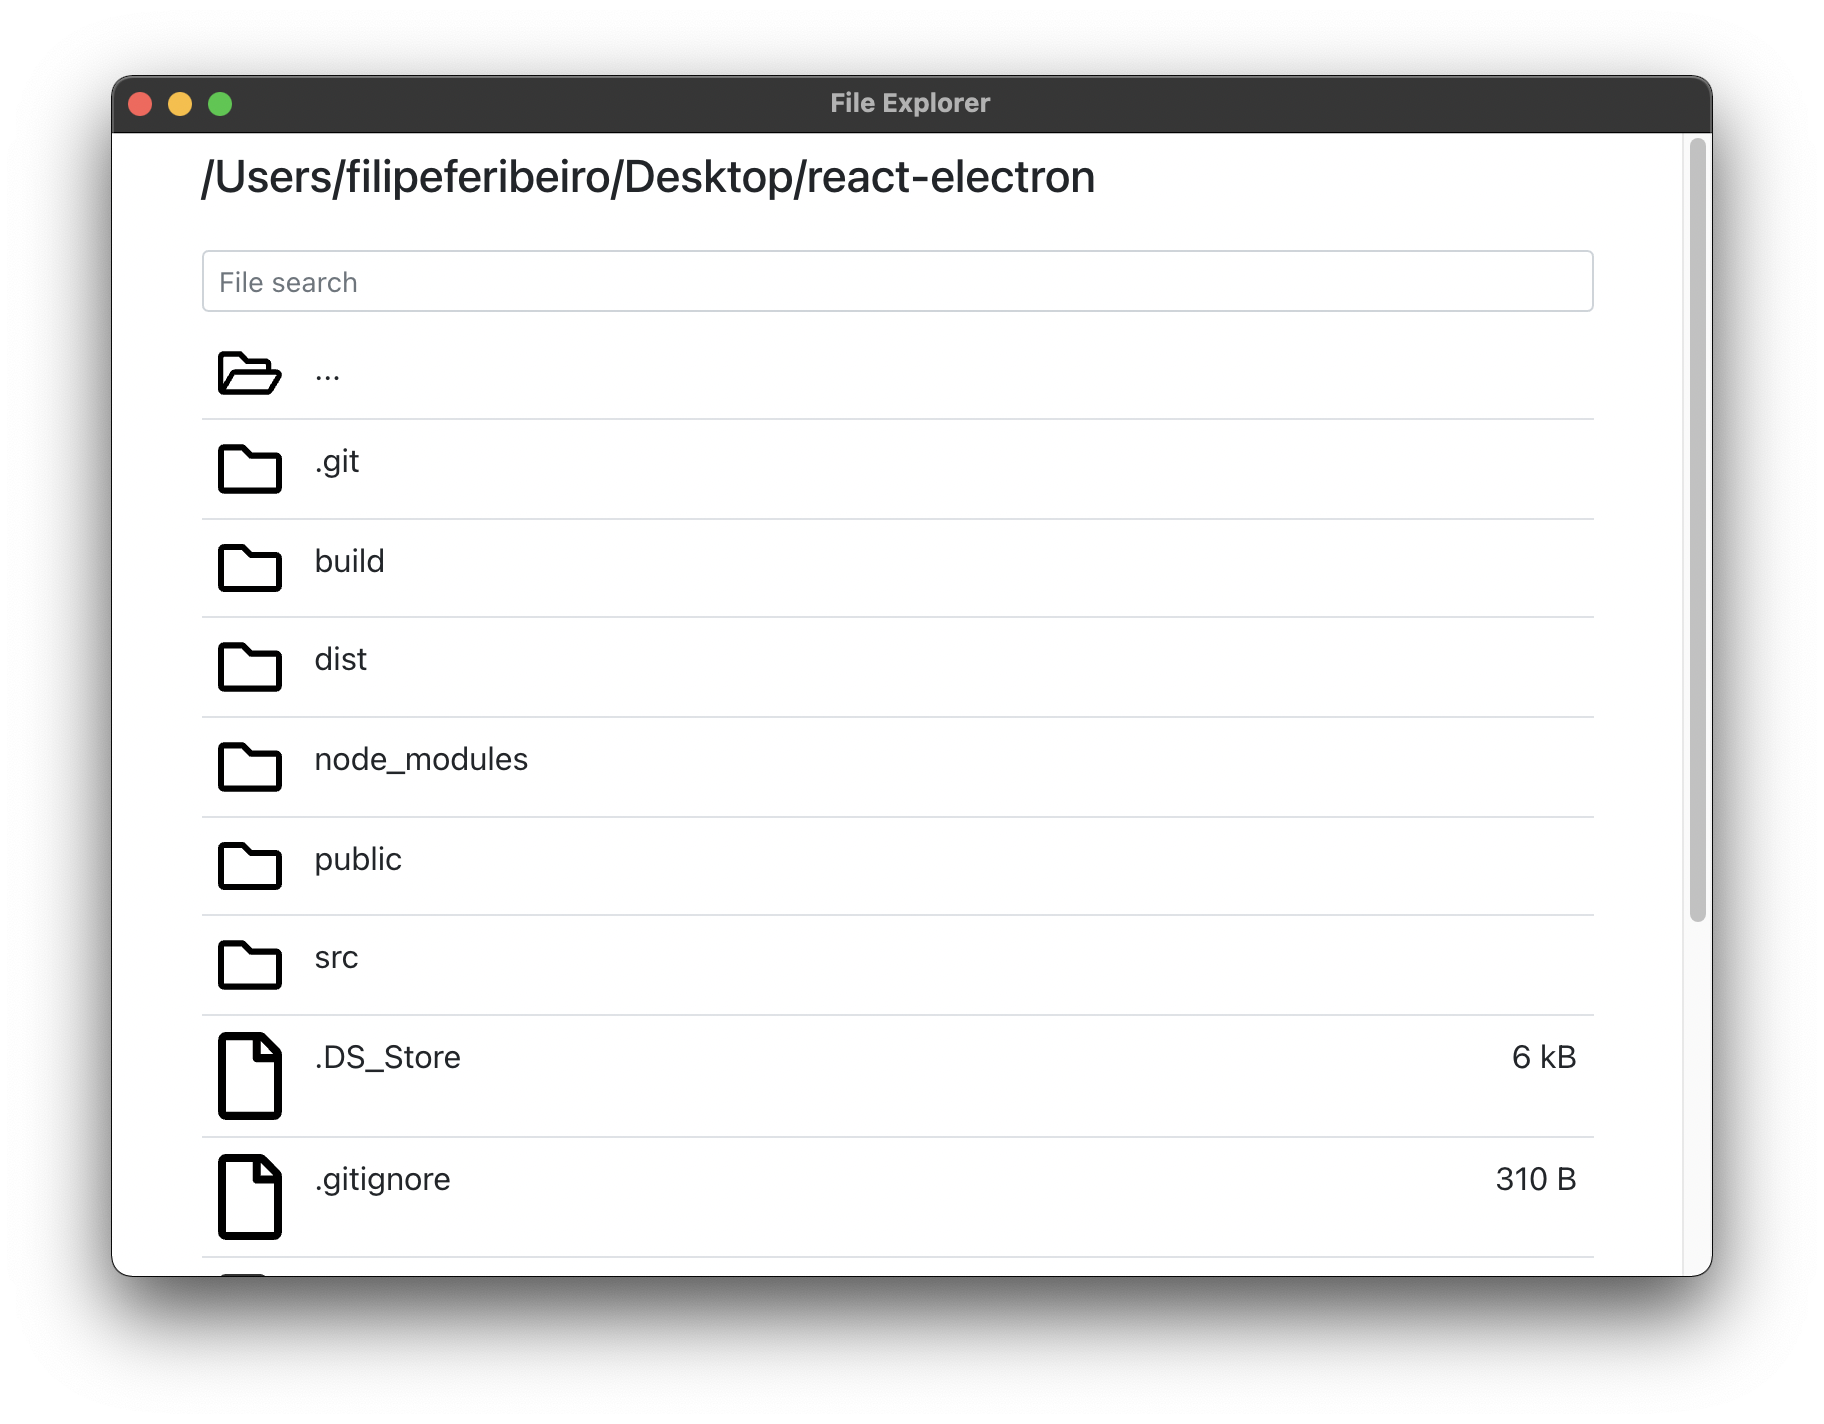 File Explorer
/Users/filipeferibeiro/Desktop/react-electron
File search
...
.git
build
dist
node_modules
public
src
.DS_Store 6 kB
.gitignore 310 B